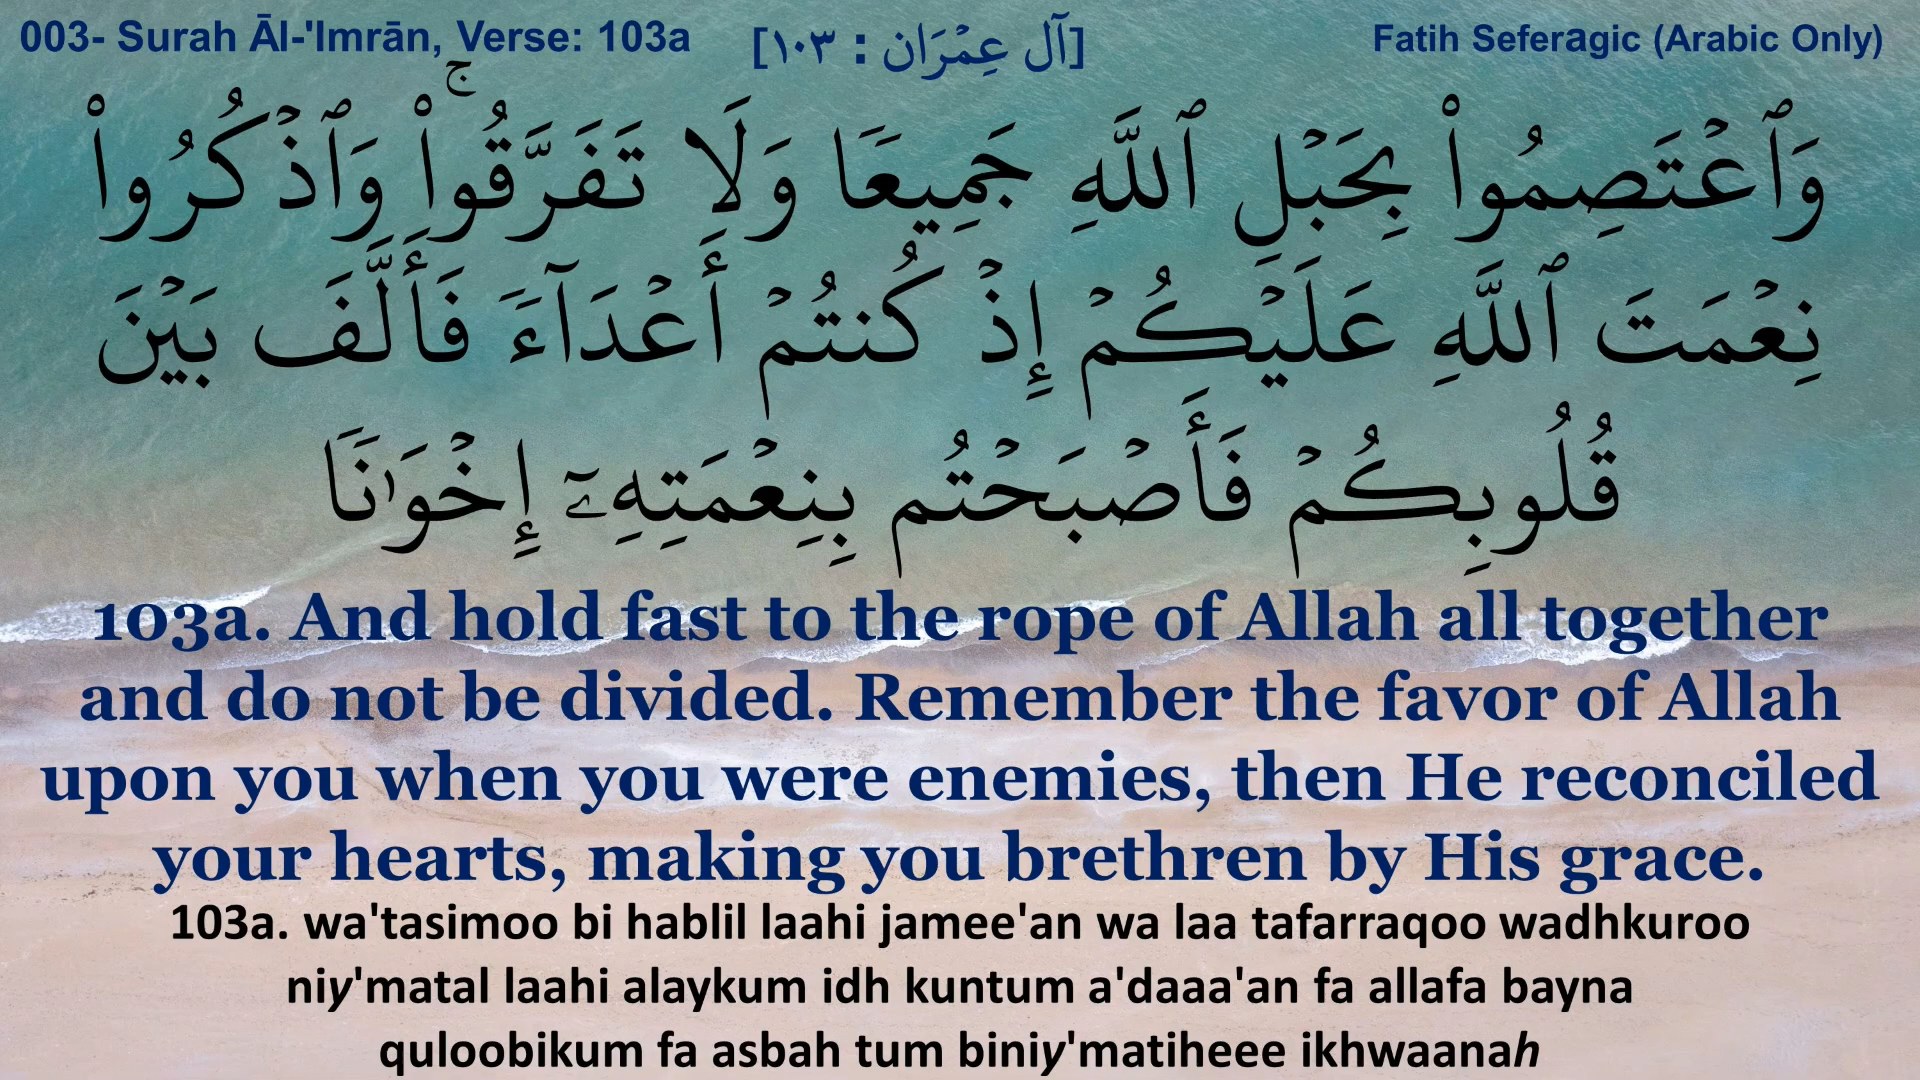 003- Surah Āl-'Imrān, Verse: 103a
[آل عِمْرَان : ١٠٣]
Fatih Seferagic (Arabic Only)
وَٱعْتَصِمُوا۟ بِحَبْلِ ٱللَّهِ جَمِيعًا وَلَا تَفَرَّقُوا۟ ۚ وَٱذْكُرُوا۟
نِعْمَتَ ٱللَّهِ عَلَيْكُمْ إِذْ كُنتُمْ أَعْدَآءً فَأَلَّفَ بَيْنَ
قُلُوبِكُمْ فَأَصْبَحْتُم بِنِعْمَتِهِۦٓ إِخْوَٰنًا
103a. And hold fast to the rope of Allah all together
and do not be divided. Remember the favor of Allah
upon you when you were enemies, then He reconciled
your hearts, making you brethren by His grace.
103a. wa'tasimoo bi hablil laahi jamee'an wa laa tafarraqoo wadhkuroo
niy'matal laahi alaykum idh kuntum a'daaa'an fa allafa bayna
quloobikum fa asbah tum biniy'matiheee ikhwaanah